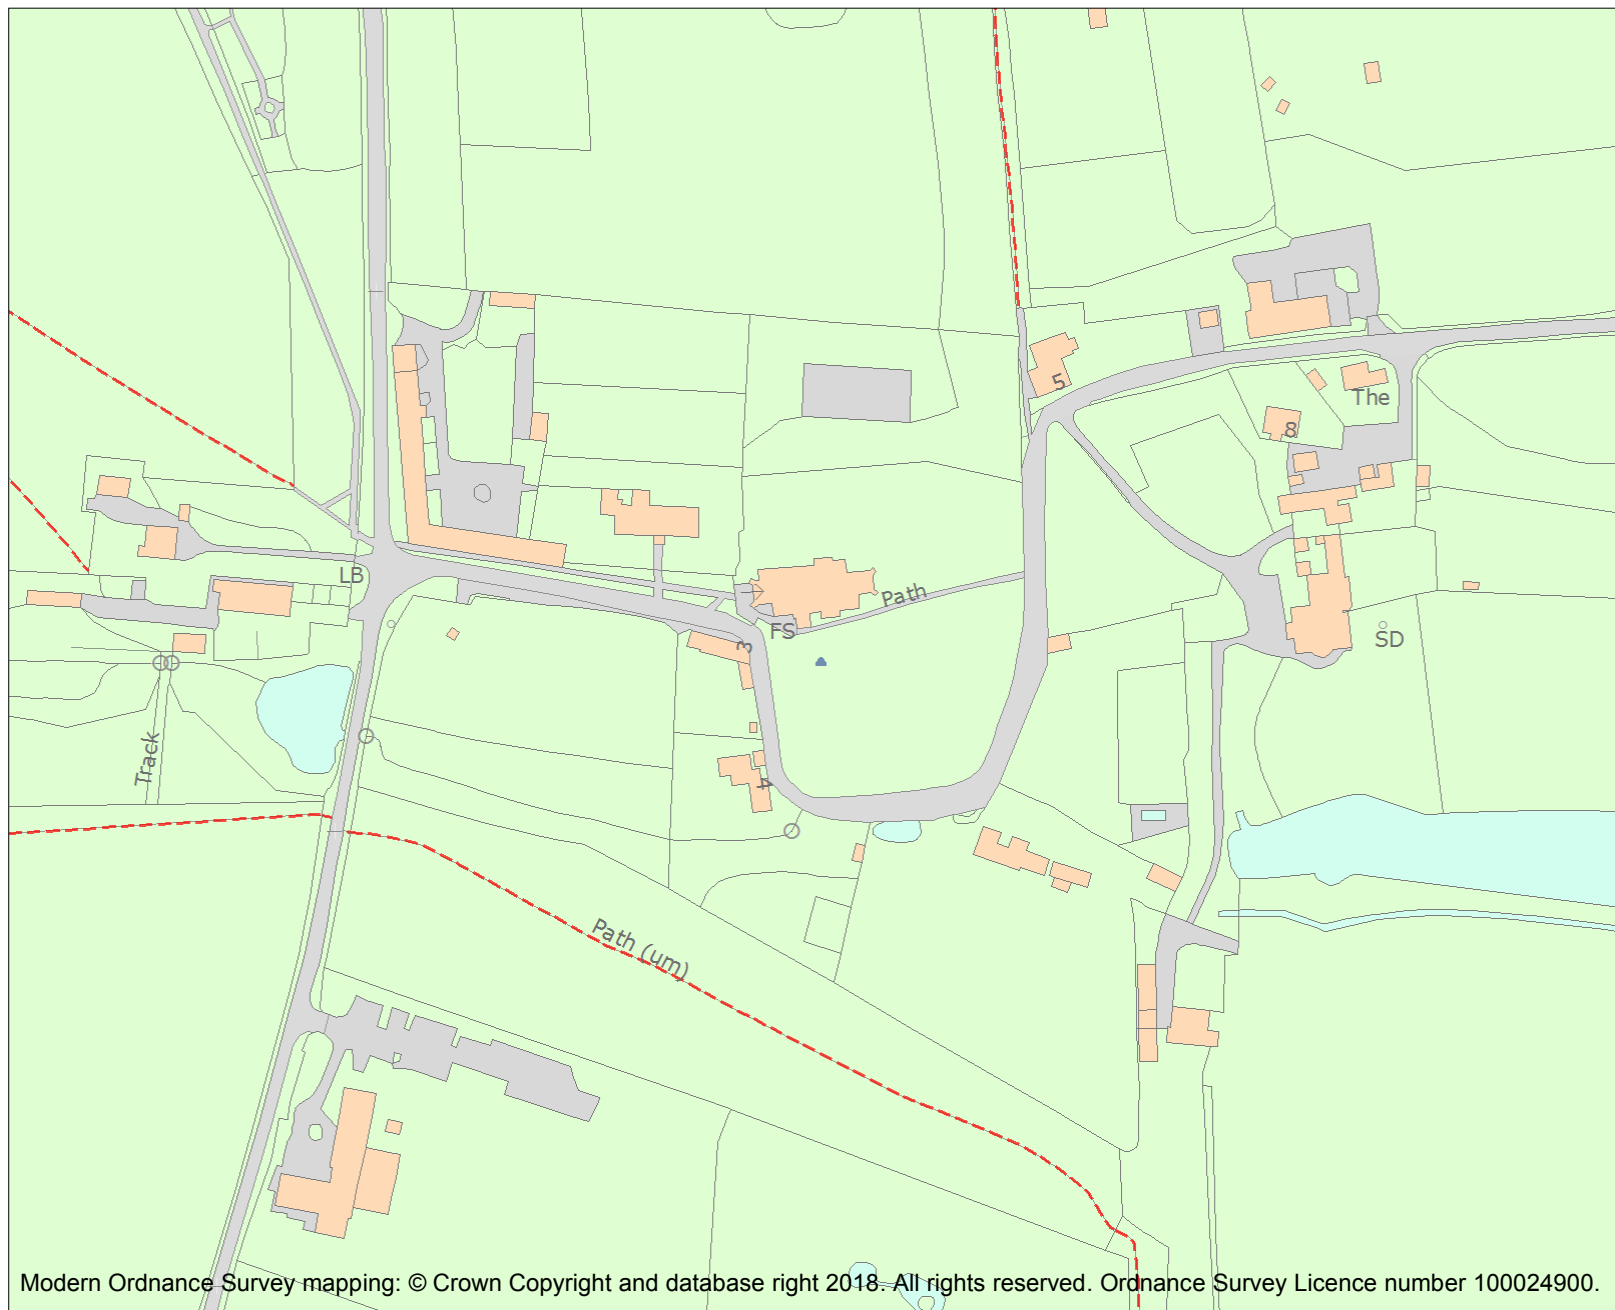 The
5
8
LB
Path
FS
3
SD
Track
4
Path (um)
Modern Ordnance Survey mapping: © Crown Copyright and database right 2018. All rights reserved. Ordnance Survey Licence number 100024900.